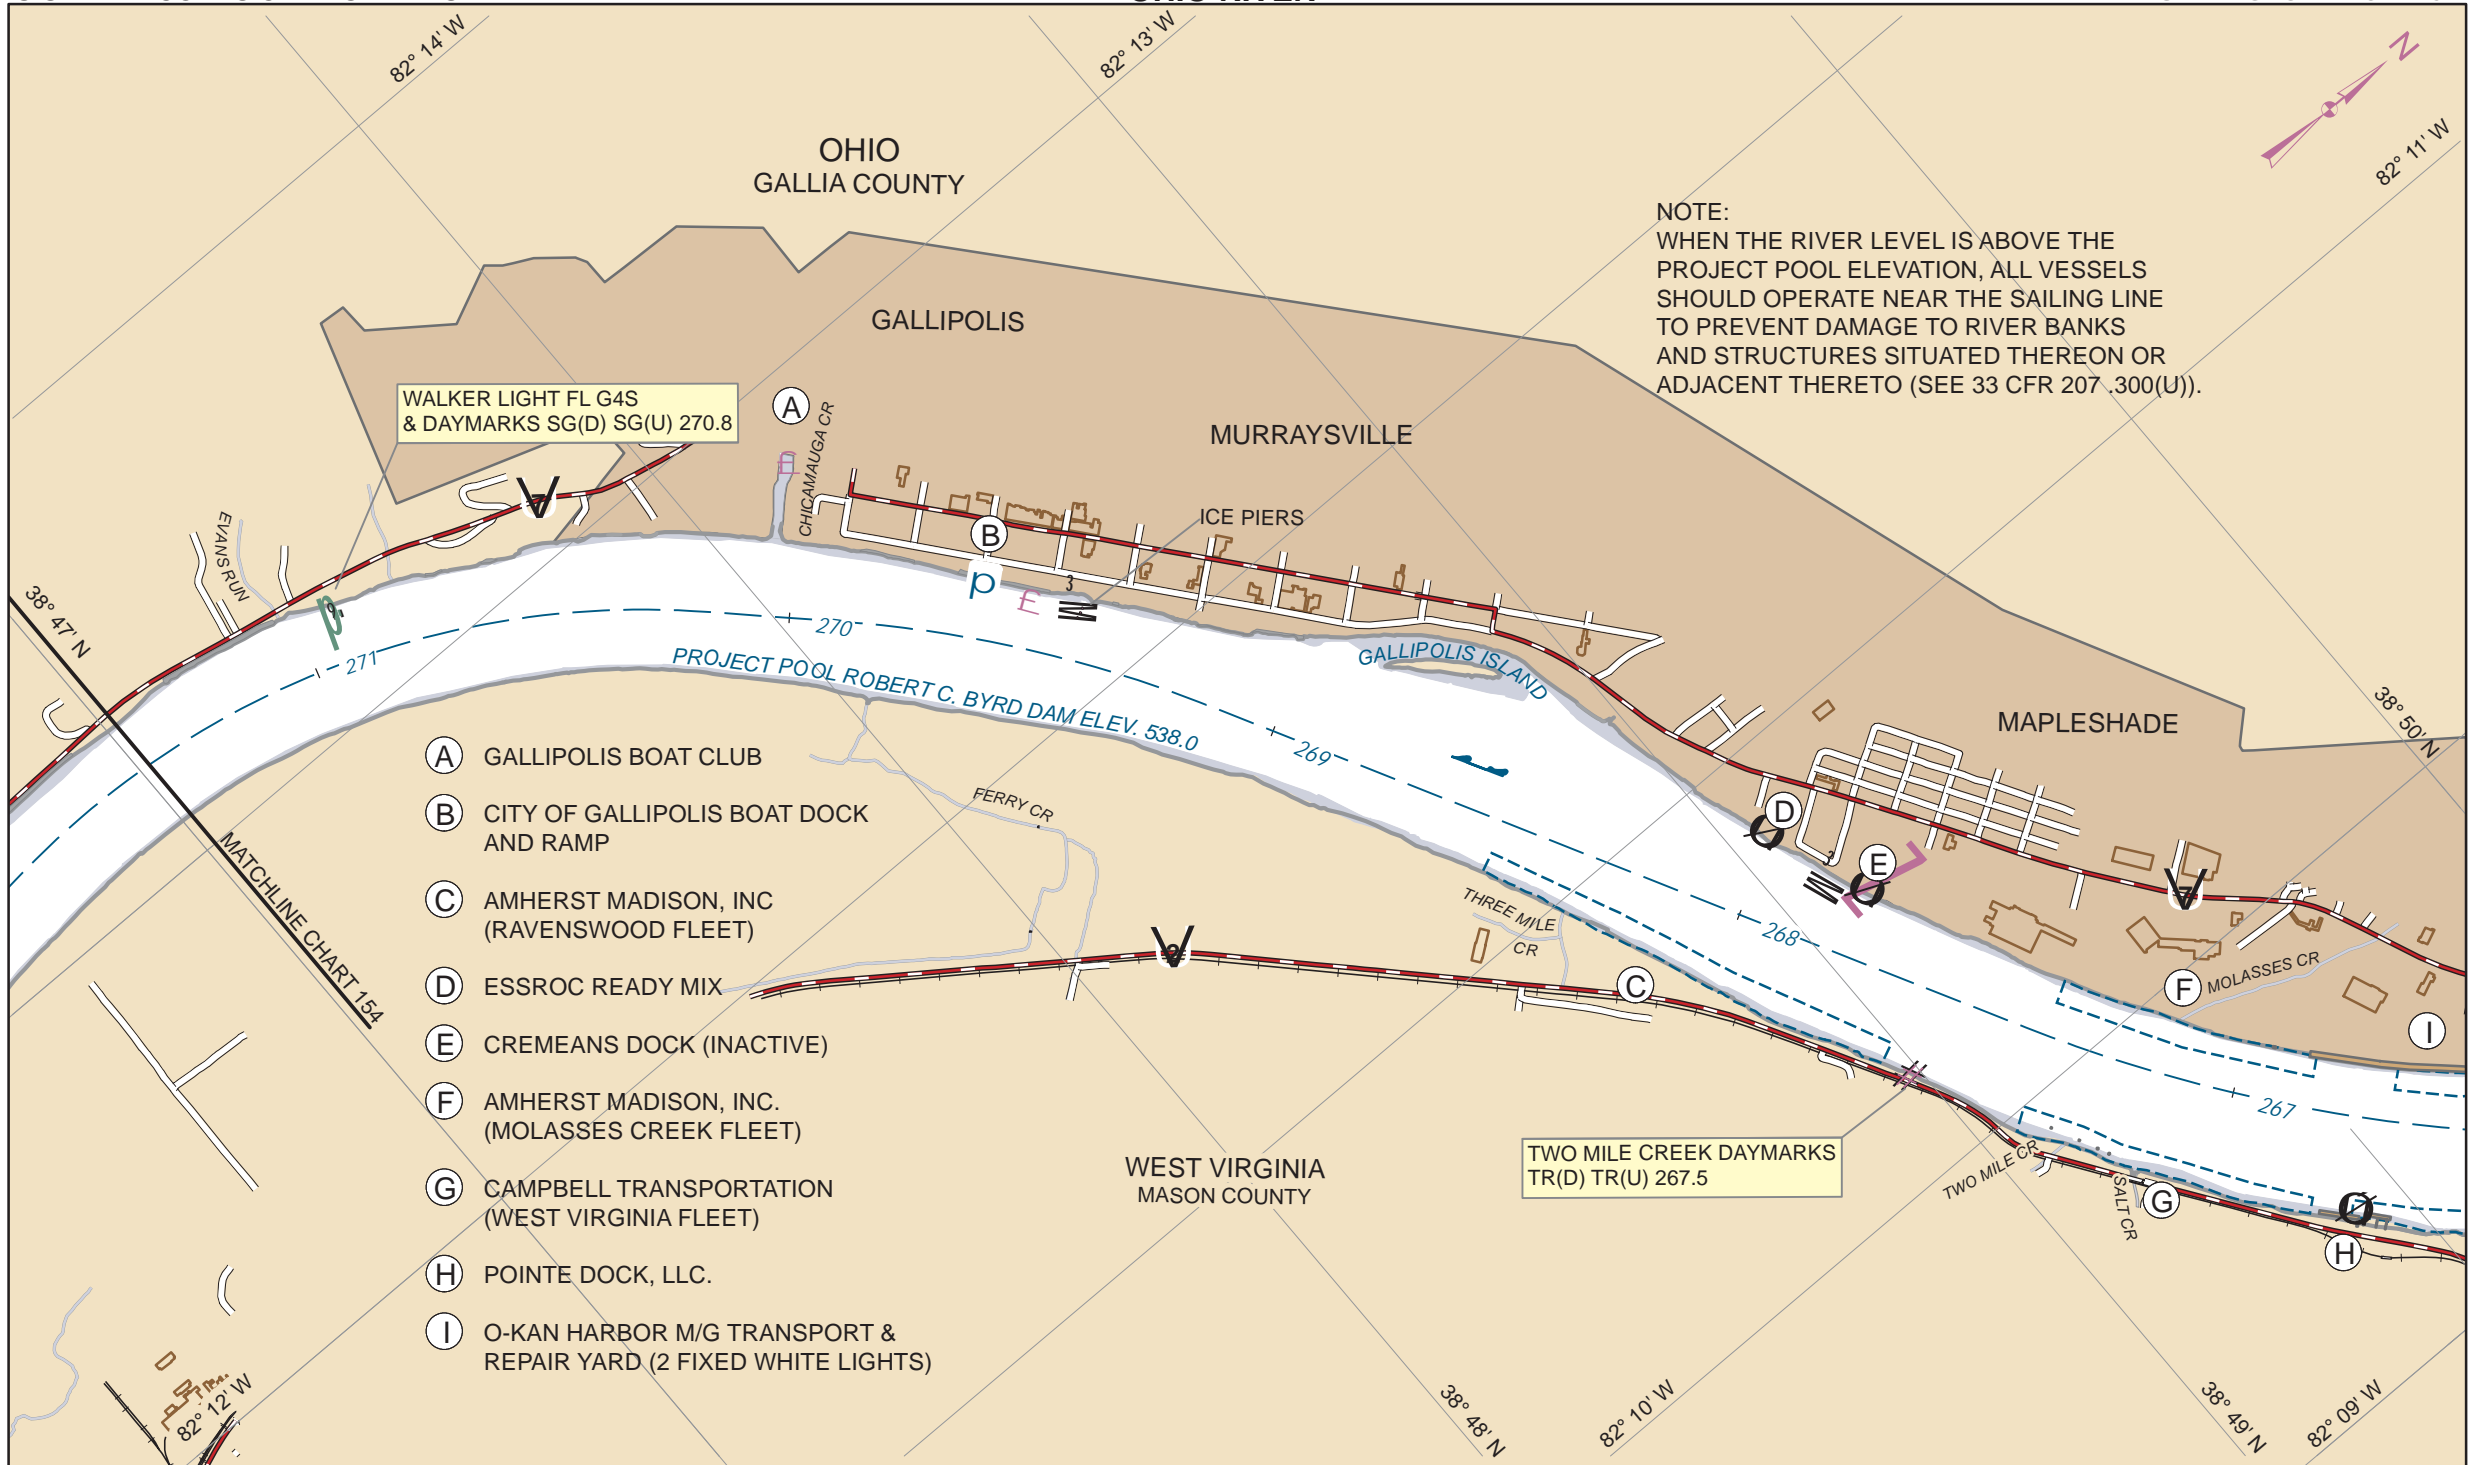 82° 14' W
82° 13' W
82° 11' W
N
OHIO
GALLIA COUNTY
NOTE:
WHEN THE RIVER LEVEL IS ABOVE THE
PROJECT POOL ELEVATION, ALL VESSELS
SHOULD OPERATE NEAR THE SAILING LINE
TO PREVENT DAMAGE TO RIVER BANKS
AND STRUCTURES SITUATED THEREON OR
ADJACENT THERETO (SEE 33 CFR 207 .300(U)).
GALLIPOLIS
WALKER LIGHT FL G4S
& DAYMARKS SG(D) SG(U) 270.8
A
CHICAMAUGA CR
MURRAYSVILLE
ICE PIERS
B
EVANS RUN
38° 47' N
3
271
270
PROJECT POOL ROBERT C. BYRD DAM ELEV. 538.0
GALLIPOLIS ISLAND
269
MAPLESHADE
38° 50' N
D
3
E
7
7
268
F
MOLASSES CR
I
267
MATCHLINE CHART 154
FERRY CR
THREE MILE
CR
2
C
A GALLIPOLIS BOAT CLUB
B CITY OF GALLIPOLIS BOAT DOCK
AND RAMP
C AMHERST MADISON, INC
(RAVENSWOOD FLEET)
D ESSROC READY MIX
E CREMEANS DOCK (INACTIVE)
F AMHERST MADISON, INC.
(MOLASSES CREEK FLEET)
G CAMPBELL TRANSPORTATION
(WEST VIRGINIA FLEET)
H POINTE DOCK, LLC.
I O-KAN HARBOR M/G TRANSPORT &
REPAIR YARD (2 FIXED WHITE LIGHTS)
WEST VIRGINIA
MASON COUNTY
TWO MILE CREEK DAYMARKS
TR(D) TR(U) 267.5
TWO MILE CR
SALT CR
G
H
82° 12' W
38° 48' N
82° 10' W
38° 49' N
82° 09' W